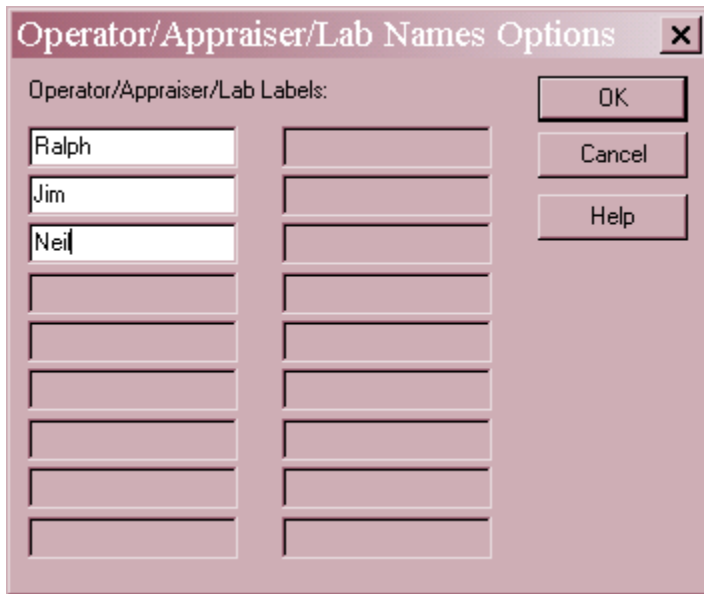 Operator/Appraiser/Lab Names Options
Operator/Appraiser/Lab Labels:
Ralph
Jim
Neil
OK
Cancel
Help